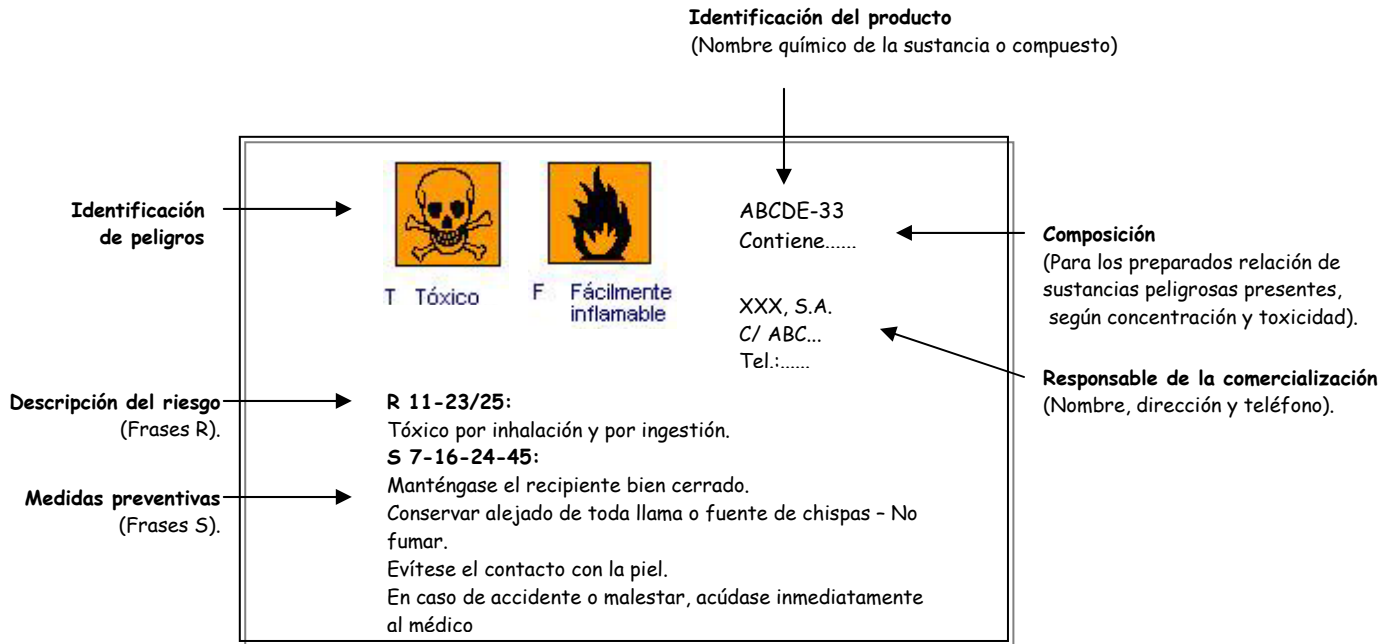 Identificación del producto
(Nombre químico de la sustancia o compuesto)
Identificación
de peligros
T Tóxico
F Fácilmente
inflamable
ABCDE-33
Contiene......
XXX, S.A.
C/ ABC...
Tel.:......
Composición
(Para los preparados relación de
sustancias peligrosas presentes,
según concentración y toxicidad).
Responsable de la comercialización
(Nombre, dirección y teléfono).
Descripción del riesgo
(Frases R).
R 11-23/25:
Tóxico por inhalación y por ingestión.
S 7-16-24-45:
Manténgase el recipiente bien cerrado.
Conservar alejado de toda llama o fuente de chispas – No
fumar.
Evítese el contacto con la piel.
En caso de accidente o malestar, acúdase inmediatamente
al médico
Medidas preventivas
(Frases S).